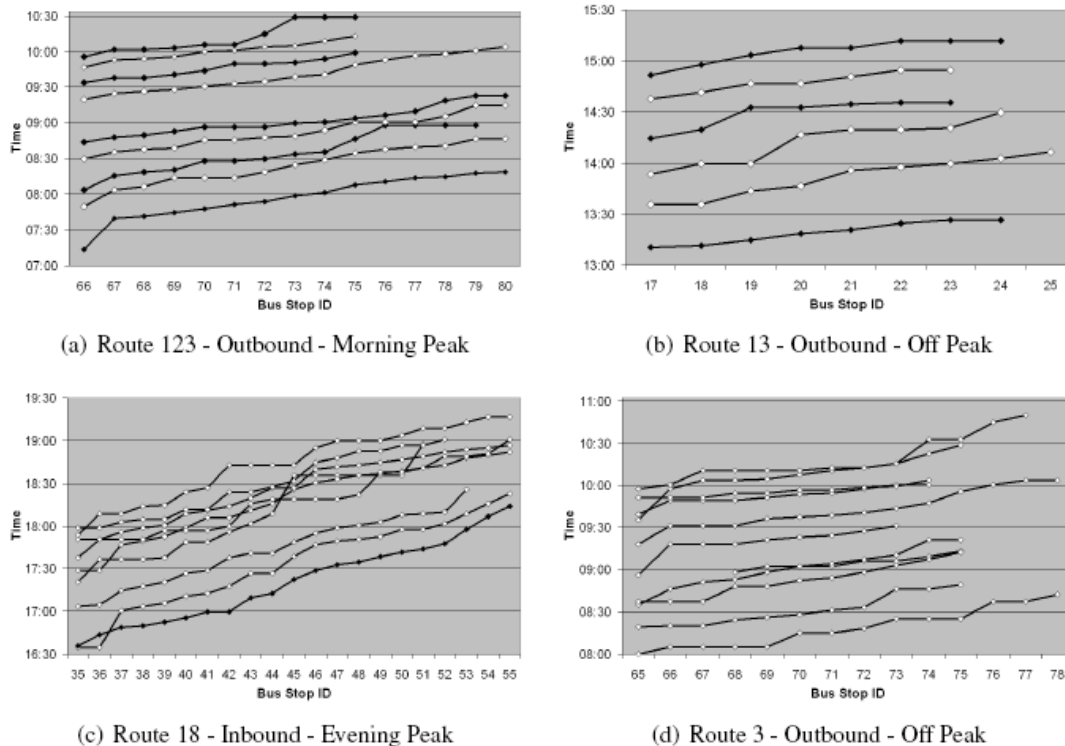 10:30
10:00
09:30
09:00
08:30
08:00
07:30
07:00
Time
66 67 68 69 70 71 72 73 74 75 76 77 78 79 80
Bus Stop ID
(a) Route 123 - Outbound - Morning Peak
15:30
15:00
14:30
14:00
13:30
13:00
Time
17 18 19 20 21 22 23 24 25
Bus Stop ID
(b) Route 13 - Outbound - Off Peak
19:30
19:00
18:30
18:00
17:30
17:00
16:30
Time
35 36 37 38 39 40 41 42 43 44 45 46 47 48 49 50 51 52 53 54 55
Bus Stop ID
(c) Route 18 - Inbound - Evening Peak
11:00
10:30
10:00
09:30
09:00
08:30
08:00
Time
65 66 67 68 69 70 71 72 73 74 75 76 77 78
Bus Stop ID
(d) Route 3 - Outbound - Off Peak